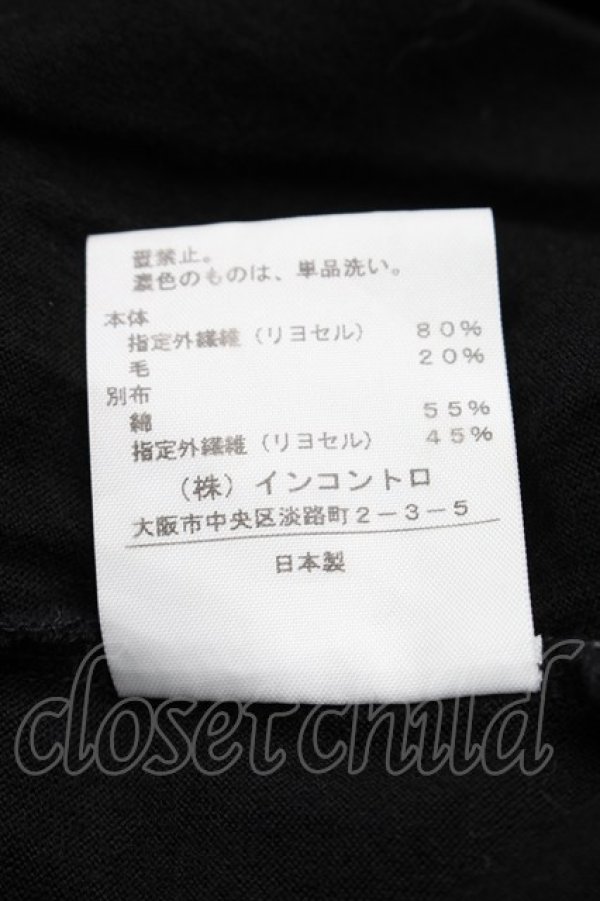 置禁止。
濃色のものは、単品洗い。
本体
指定外繊維（リヨセル） 80%
毛 20%
別布
綿 55%
指定外繊維（リヨセル） 45%
（株）インコントロ
大阪市中央区淡路町2-3-5
日本製
closet child